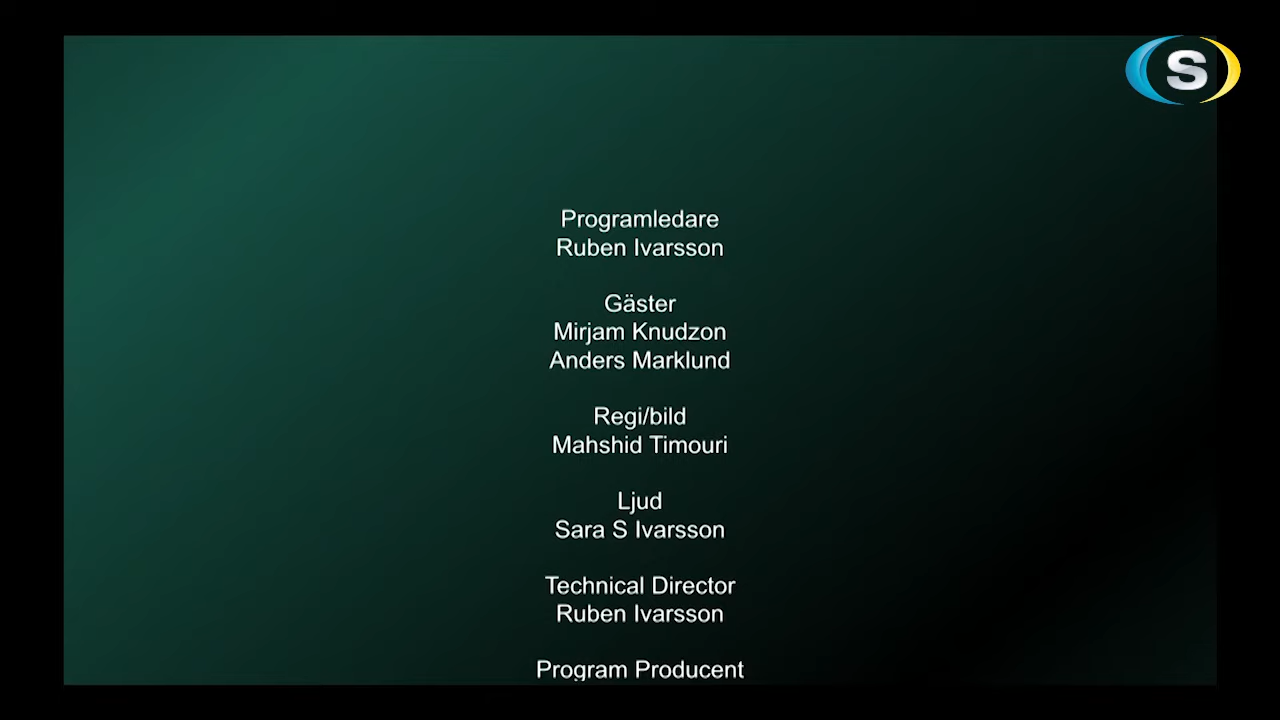 S
Programledare
Ruben Ivarsson
Gäster
Mirjam Knudzon
Anders Marklund
Regi/bild
Mahshid Timouri
Ljud
Sara S Ivarsson
Technical Director
Ruben Ivarsson
Program Producent